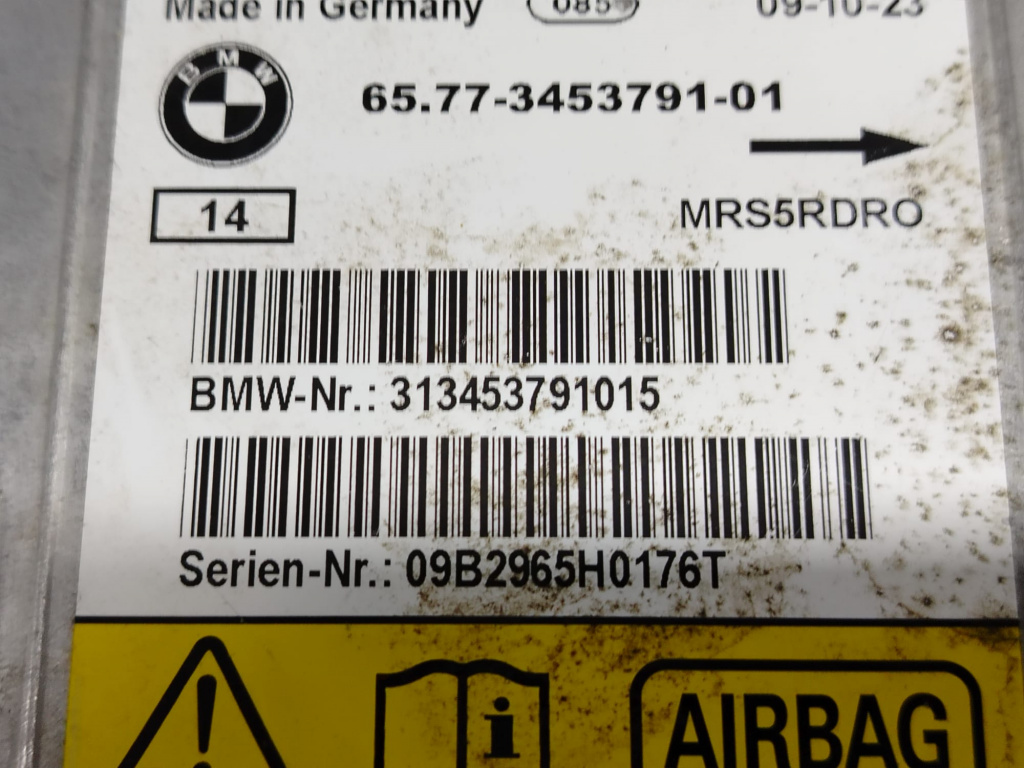 Made in Germany 085 09-10-23
BMW
65.77-3453791-01
14
MRS5RDRO
BMW-Nr.: 313453791015
Serien-Nr.: 09B2965H0176T
i
AIRBAG